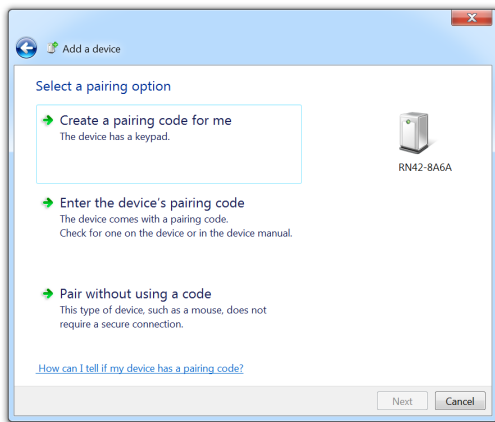 Add a device
Select a pairing option
Create a pairing code for me
The device has a keypad.
RN42-8A6A
Enter the device's pairing code
The device comes with a pairing code.
Check for one on the device or in the device manual.
Pair without using a code
This type of device, such as a mouse, does not
require a secure connection.
How can I tell if my device has a pairing code?
Next Cancel